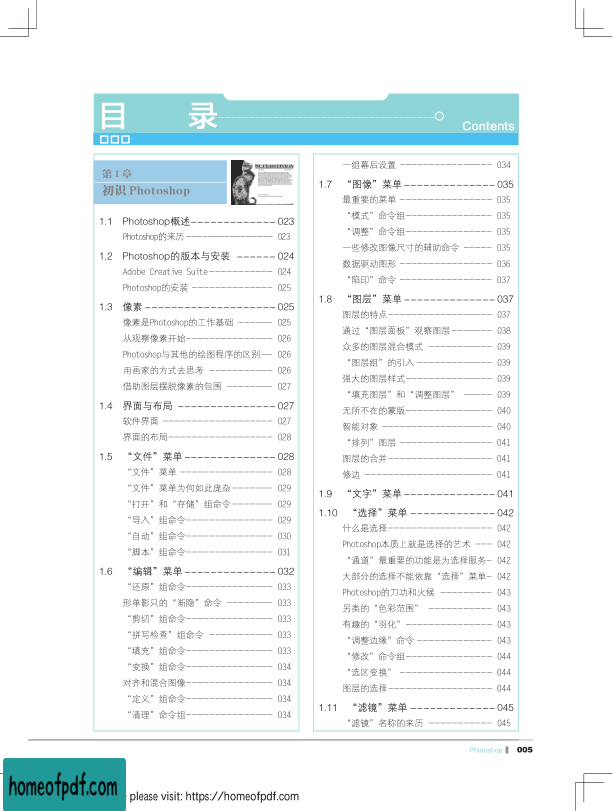 目 录
Contents
第1章
初识 Photoshop
SUPERSTITION
1.1 Photoshop概述 023
Photoshop的来历 023
1.2 Photoshop的版本与安装 024
Adobe Creative Suite 024
Photoshop的安装 025
1.3 像素 025
像素是Photoshop的工作基础 025
从观察像素开始 026
Photoshop与其他的绘图程序的区别 026
用画家的方式去思考 026
借助图层摆脱像素的包围 027
1.4 界面与布局 027
软件界面 027
界面的布局 028
1.5 “文件”菜单 028
“文件”菜单 028
“文件”菜单为何如此庞杂 029
“打开”和“存储”组命令 029
“导入”组命令 029
“自动”组命令 030
“脚本”组命令 031
1.6 “编辑”菜单 032
“还原”组命令 033
形单影只的“渐隐”命令 033
“剪切”组命令 033
“拼写检查”组命令 033
“填充”组命令 033
“变换”组命令 034
对齐和混合图像 034
“定义”组命令 034
“清理”命令组 034
一组幕后设置 034
1.7 “图像”菜单 035
最重要的菜单 035
“模式”命令组 035
“调整”命令组 035
一些修改图像尺寸的辅助命令 035
数据驱动图形 036
“陷印”命令 037
1.8 “图层”菜单 037
图层的特点 037
通过“图层面板”观察图层 038
众多的图层混合模式 039
“图层组”的引入 039
强大的图层样式 039
“填充图层”和“调整图层” 039
无所不在的蒙版 040
智能对象 040
“排列”图层 041
图层的合并 041
修边 041
1.9 “文字”菜单 041
1.10 “选择”菜单 042
什么是选择 042
Photoshop本质上就是选择的艺术 042
“通道”最重要的功能是为选择服务 042
大部分的选择不能依靠“选择”菜单 042
Photoshop的刀功和火候 043
另类的“色彩范围” 043
有趣的“羽化” 043
“调整边缘”命令 043
“修改”命令组 044
“选区变换” 044
图层的选择 044
1.11 “滤镜”菜单 045
“滤镜”名称的来历 045
Photoshop 005
homeofpdf.com
please visit: https://homeofpdf.com